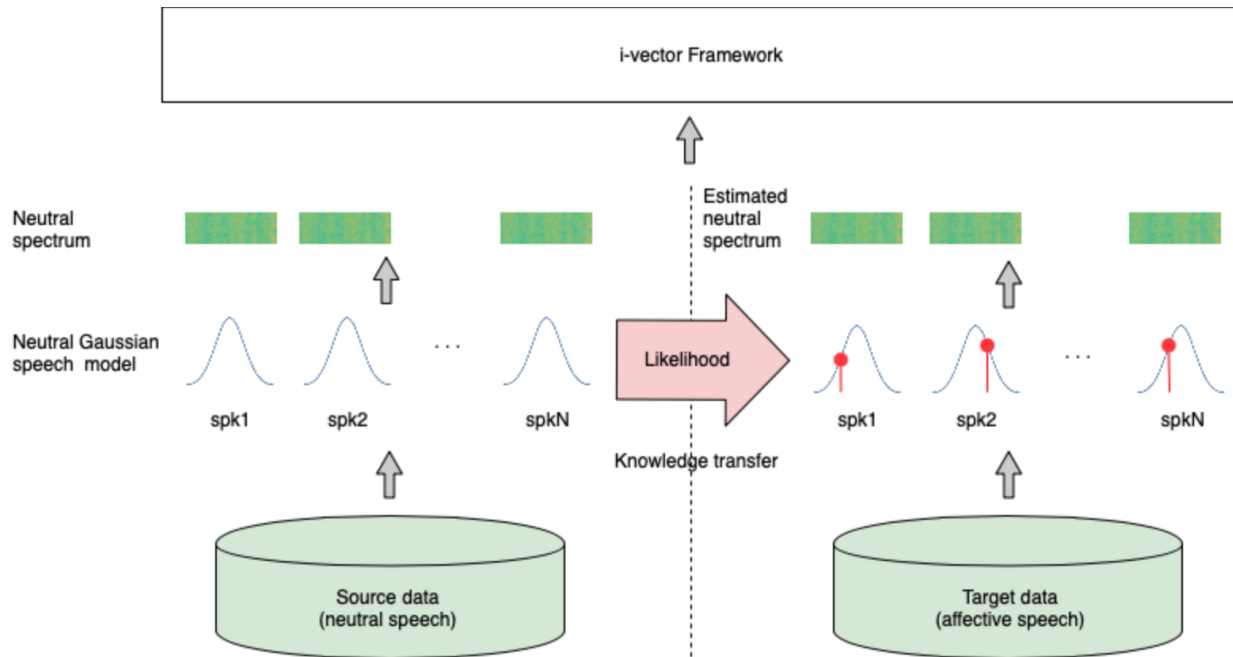 i-vector Framework
Neutral
spectrum
Estimated
neutral
spectrum
Neutral Gaussian
speech model
...
Likelihood
...
spk1
spk2
spkN
spk1
spk2
spkN
Knowledge transfer
Source data
(neutral speech)
Target data
(affective speech)